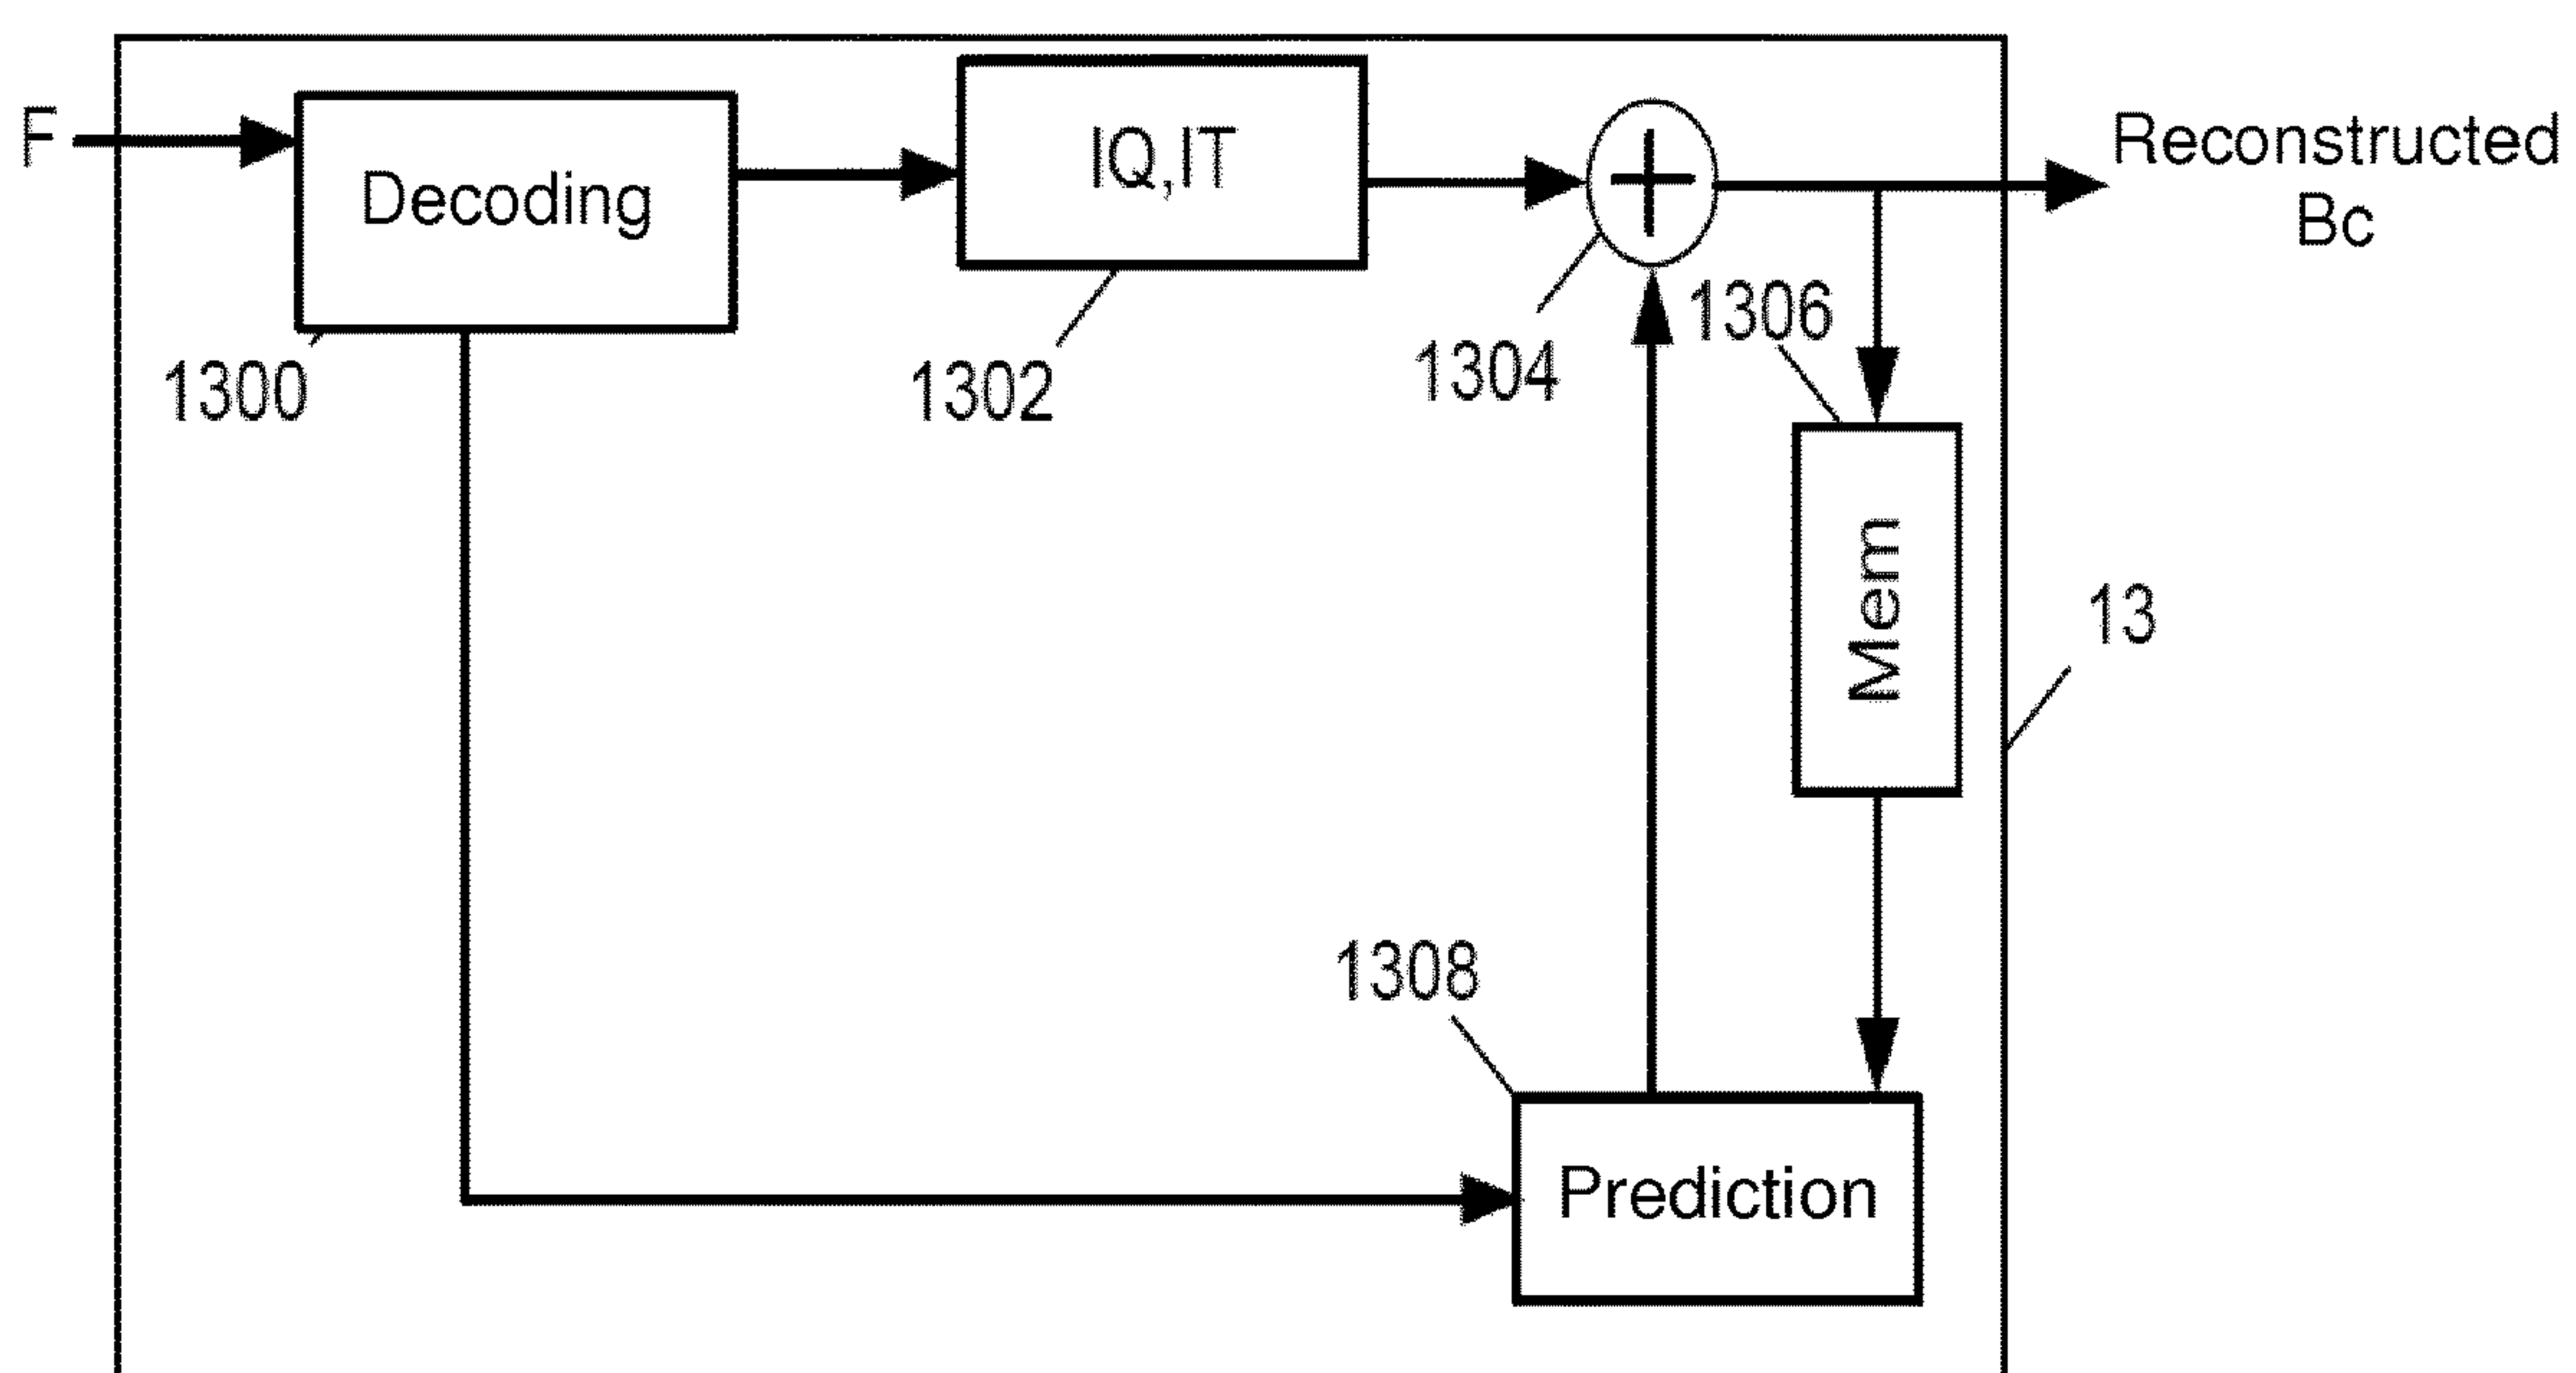 F
Decoding
IQ,IT
+
Reconstructed
Bc
1300
1302
1304
1306
Mem
13
1308
Prediction